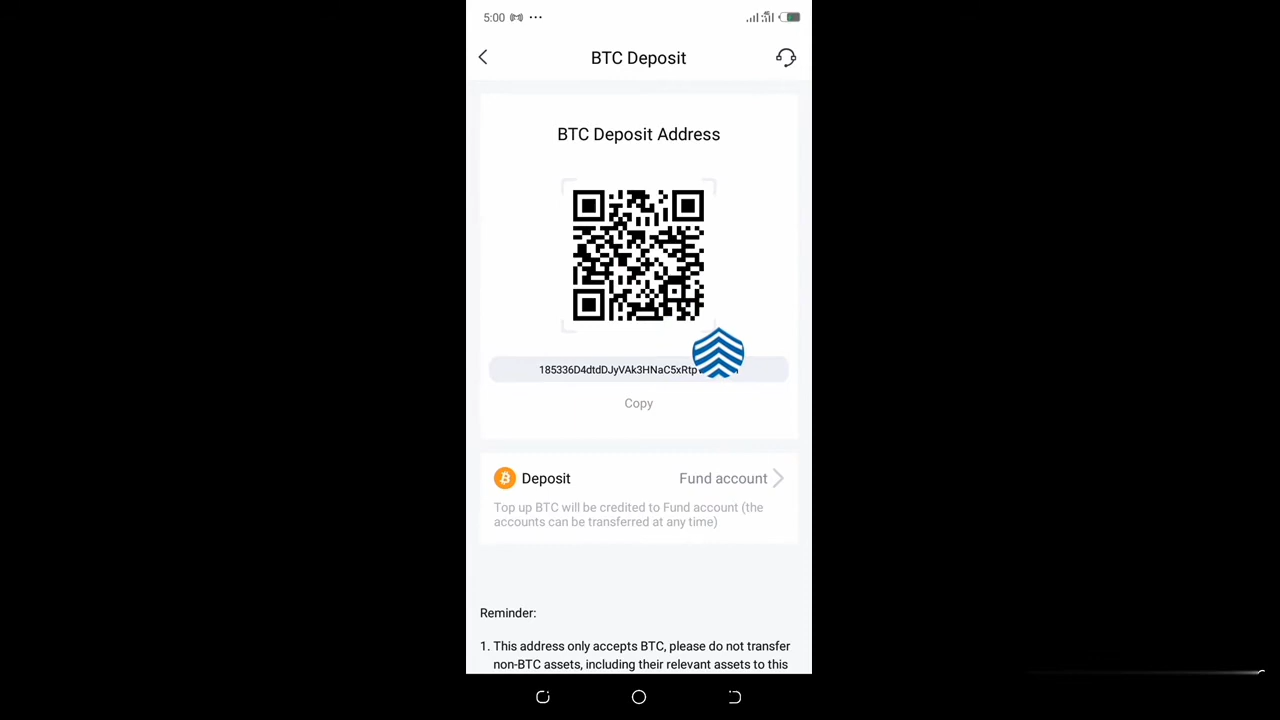 5:00
BTC Deposit
BTC Deposit Address
Copy
Deposit
Fund account
Top up BTC will be credited to Fund account (the
accounts can be transferred at any time)
Reminder:
1. This address only accepts BTC, please do not transfer
non-BTC assets, including their relevant assets to this